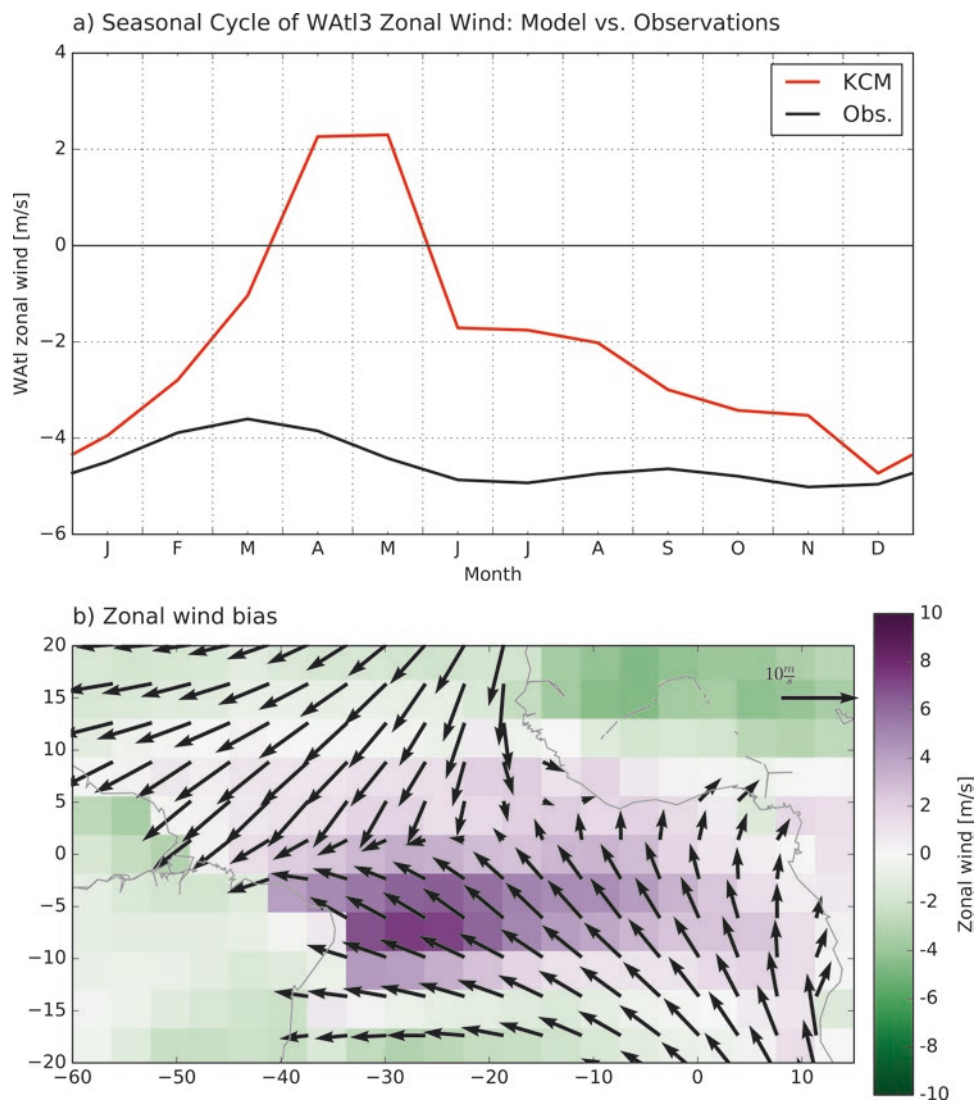 a) Seasonal Cycle of WAtl3 Zonal Wind: Model vs. Observations
4
2
0
−2
−4
−6
WAtl zonal wind [m/s]
KCM
Obs.
J F M A M J J A S O N D
Month
b) Zonal wind bias
20
15
10
5
0
−5
−10
−15
−20
−60 −50 −40 −30 −20 −10 0 10
10 m/s
10
8
6
4
2
0
-2
-4
-6
-8
-10
Zonal wind [m/s]